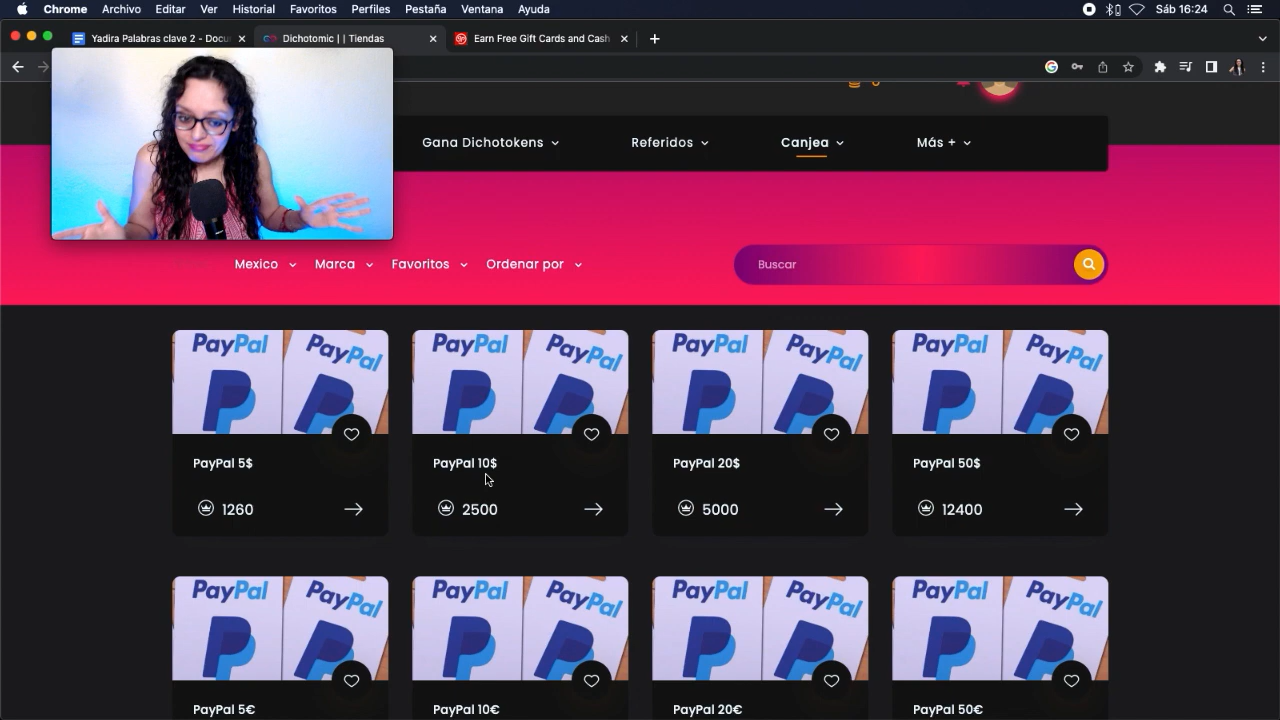 Chrome Archivo Editar Ver Historial Favoritos Perfiles Pestaña Ventana Ayuda Sáb 16:24
Yadira Palabras clave 2 - Docu Dichotomic | | Tiendas Earn Free Gift Cards and Cash
Gana Dichotokens Referidos Canjea Más +
Mexico Marca Favoritos Ordenar por Buscar
PayPal PayPal PayPal PayPal PayPal PayPal PayPal PayPal
PayPal 5$ PayPal 10$ PayPal 20$ PayPal 50$
1260 2500 5000 12400
PayPal PayPal PayPal PayPal PayPal PayPal PayPal PayPal
PayPal 5€ PayPal 10€ PayPal 20€ PayPal 50€